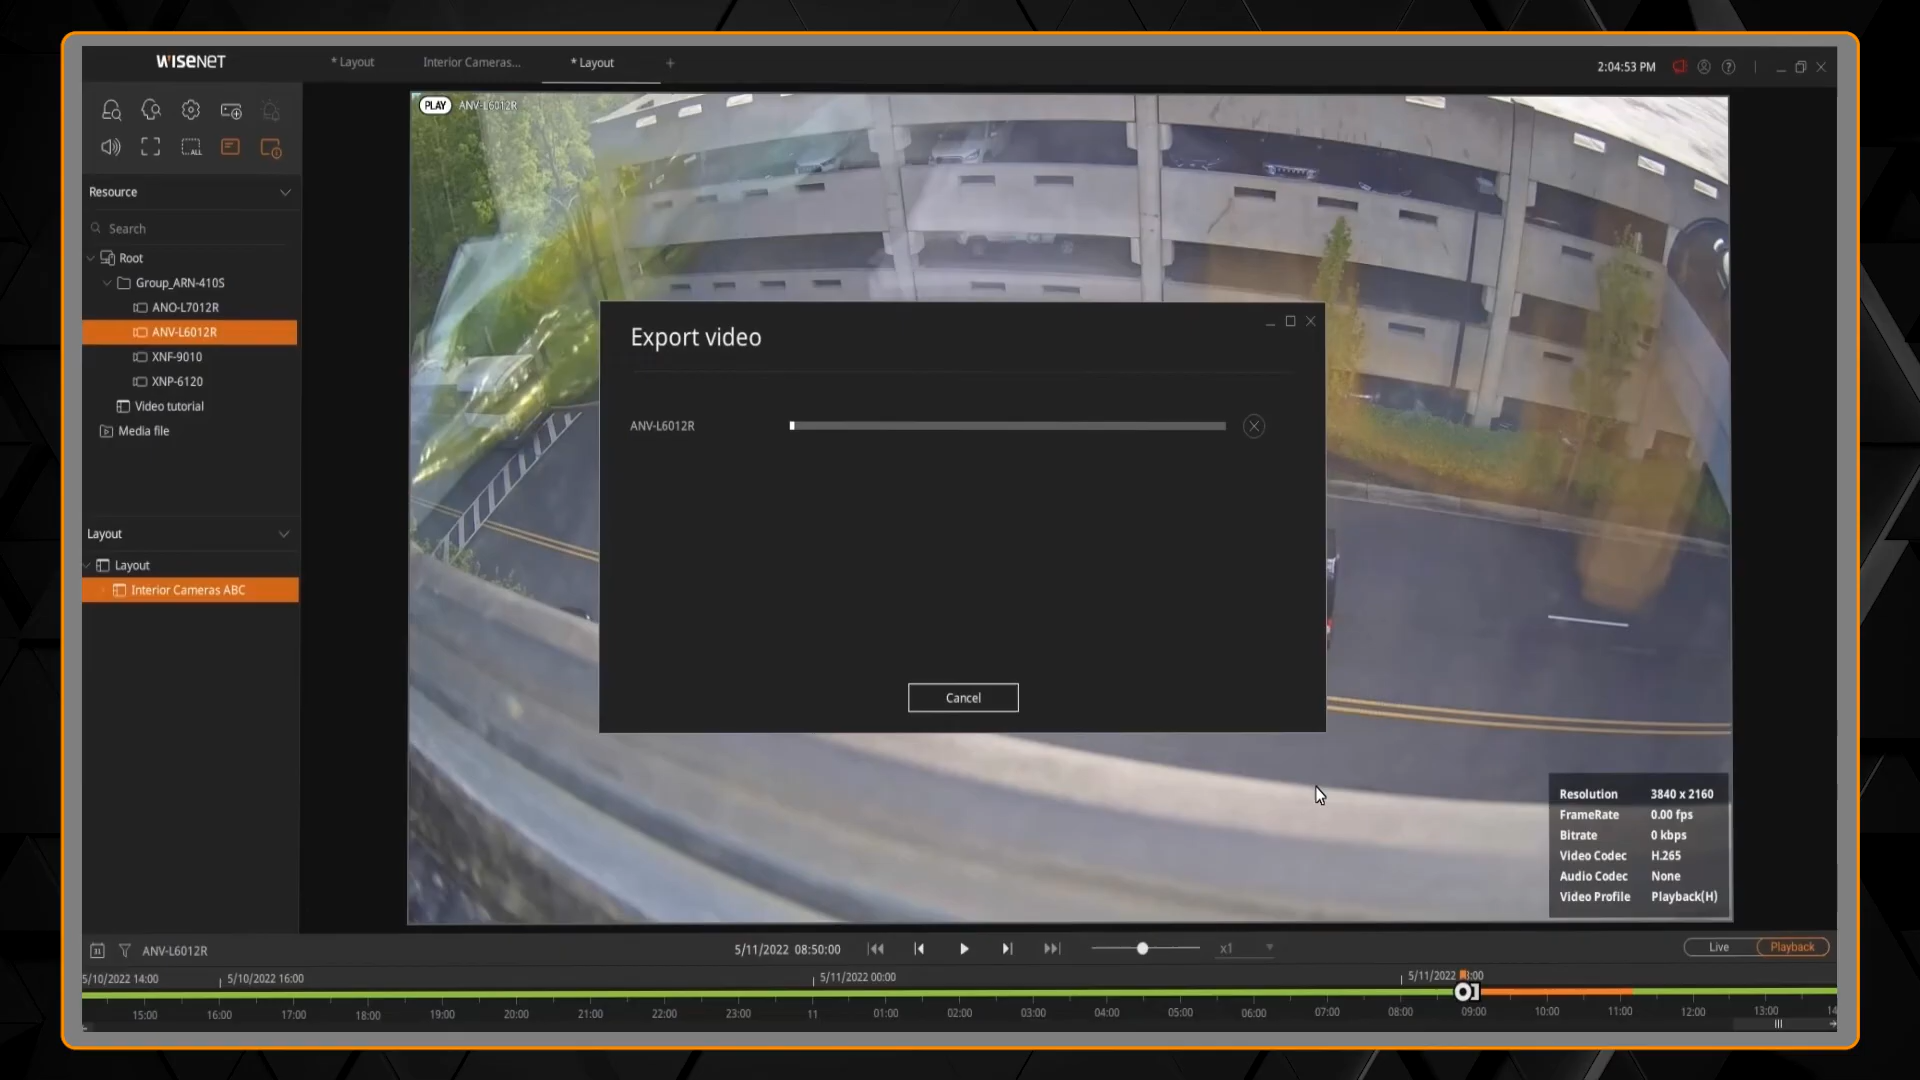 WISENET
* Layout
Interior Cameras...
* Layout
+
2:04:53 PM
ALL
Resource
Search
Root
Group_ARN-410S
ANO-L7012R
ANV-L6012R
XNF-9010
XNP-6120
Video tutorial
Media file
Layout
Layout
Interior Cameras ABC
PLAY ANV-L6012R
Export video
ANV-L6012R
Cancel
Resolution 3840 x 2160
FrameRate 0.00 fps
Bitrate 0 kbps
Video Codec H.265
Audio Codec None
Video Profile Playback(H)
ANV-L6012R
5/11/2022 08:50:00
x1
Live Playback
5/10/2022 14:00 5/10/2022 16:00 5/11/2022 00:00 5/11/2022
15:00 16:00 17:00 18:00 19:00 20:00 21:00 22:00 23:00 11 01:00 02:00 03:00 04:00 05:00 06:00 07:00 08:00 09:00 10:00 11:00 12:00 13:00 14